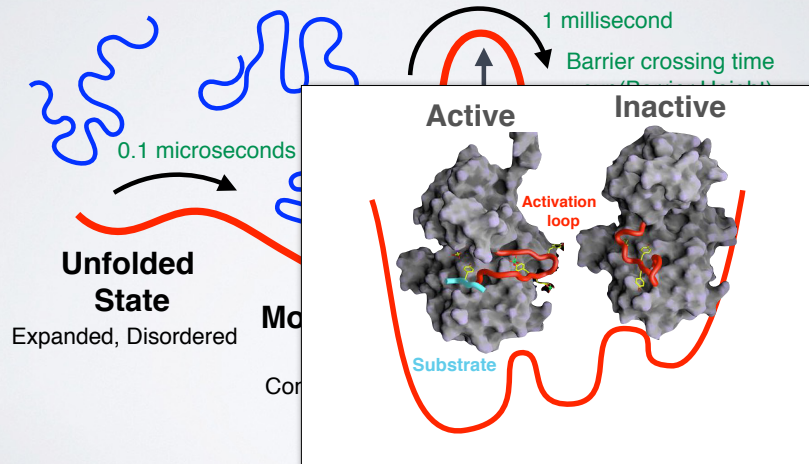 1 millisecond
Barrier crossing time
0.1 microseconds
Unfolded
State
Expanded, Disordered
Active
Inactive
Activation
loop
Substrate